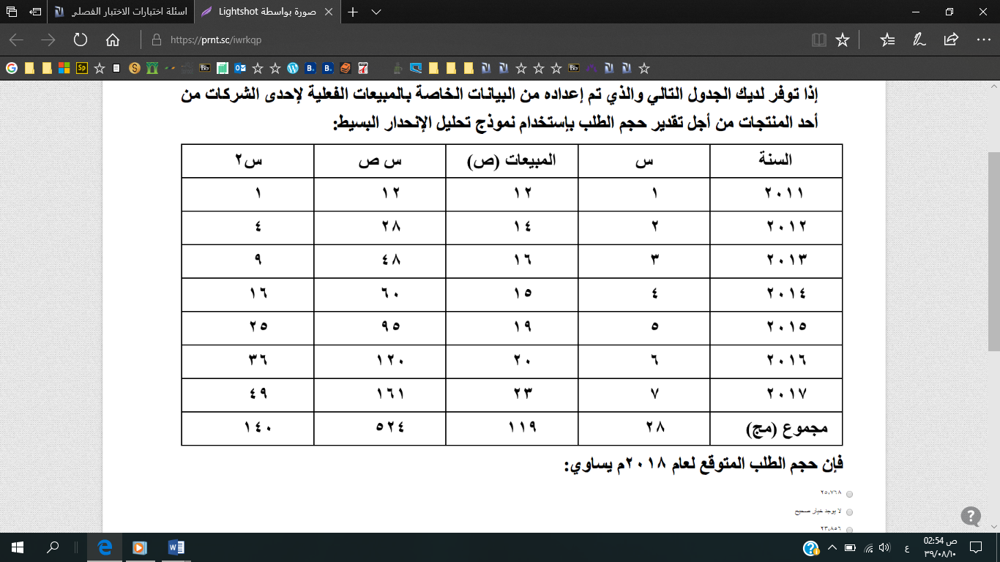 اسئلة اختبارات الاختبار الفصلي
Lightshot صورة بواسطة
https://prnt.sc/iwrkqp
إذا توفر لديك الجدول التالي والذي تم إعداده من البيانات الخاصة بالمبيعات الفعلية لإحدى الشركات من
أحد المنتجات من أجل تقدير حجم الطلب بإستخدام نموذج تحليل الإنحدار البسيط:
السنة س المبيعات (ص) س ص س٢
٢٠١١ ١ ١٢ ١٢ ١
٢٠١٢ ٢ ١٤ ٢٨ ٤
٢٠١٣ ٣ ١٦ ٤٨ ٩
٢٠١٤ ٤ ١٥ ٦٠ ١٦
٢٠١٥ ٥ ١٩ ٩٥ ٢٥
٢٠١٦ ٦ ٢٠ ١٢٠ ٣٦
٢٠١٧ ٧ ٢٣ ١٦١ ٤٩
مجموع (مج) ٢٨ ١١٩ ٥٢٤ ١٤٠
فإن حجم الطلب المتوقع لعام ٢٠١٨م يساوي:
٢٥،٧٦٨
لا يوجد خيار صحيح
٢٣،٨٥٦
ع
02:54 ص
٣٩/٠٨/١٠